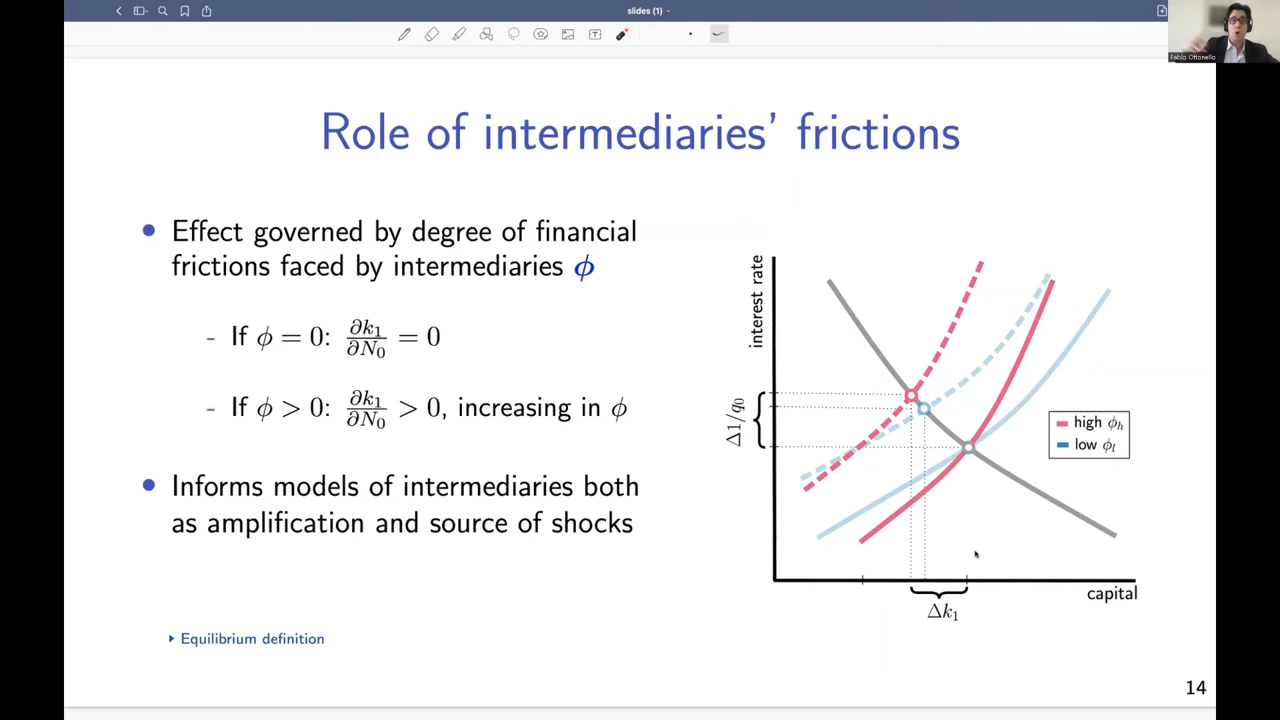 slides (1)
Pablo Ottonello
Role of intermediaries' frictions
• Effect governed by degree of financial
frictions faced by intermediaries ϕ
- If ϕ = 0: ∂k₁/∂N₀ = 0
- If ϕ > 0: ∂k₁/∂N₀ > 0, increasing in ϕ
• Informs models of intermediaries both
as amplification and source of shocks
Equilibrium definition
interest rate
Δ1/q₀
high ϕₕ
low ϕₗ
capital
Δk₁
14